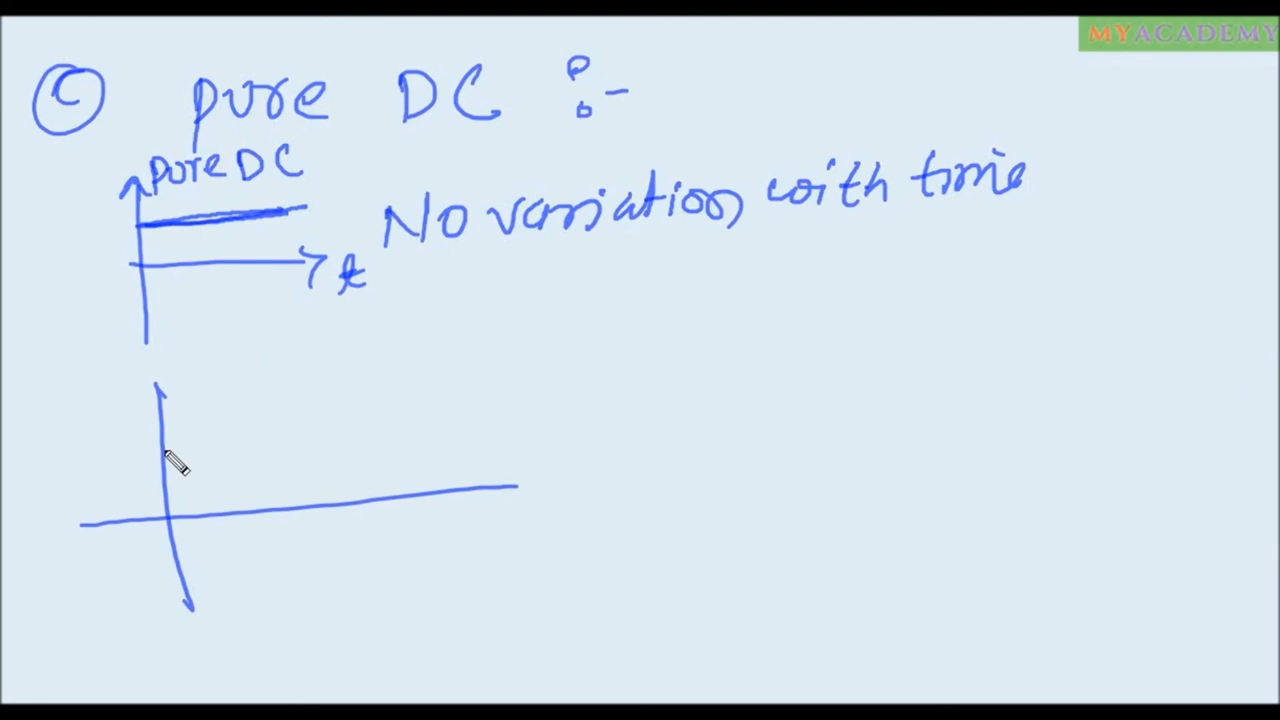 MYACADEMY
C pure DC :-
pure DC
No variation with time
t